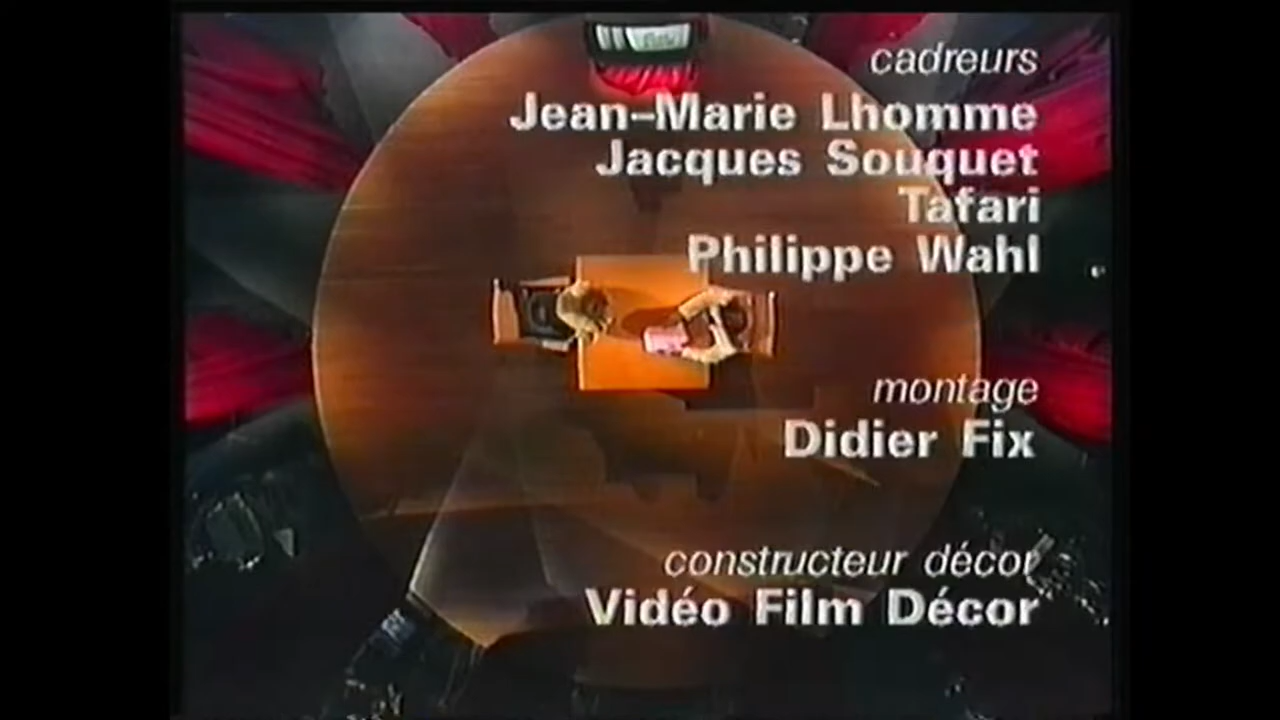 cadreurs
Jean-Marie Lhomme
Jacques Souquet
Tafari
Philippe Wahl
montage
Didier Fix
constructeur décor
Vidéo Film Décor